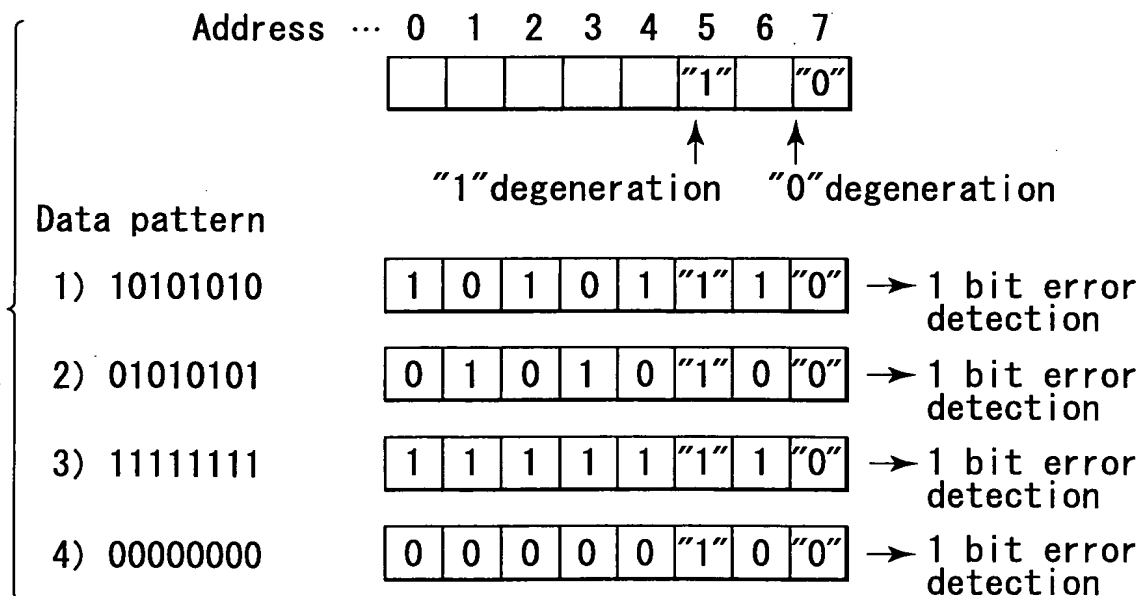 Address ··· 0 1 2 3 4 5 6 7
"1" "0"
"1"degeneration "0"degeneration
Data pattern
1) 10101010 1 0 1 0 1 "1" 1 "0" → 1 bit error
detection
2) 01010101 0 1 0 1 0 "1" 0 "0" → 1 bit error
detection
3) 11111111 1 1 1 1 1 "1" 1 "0" → 1 bit error
detection
4) 00000000 0 0 0 0 0 "1" 0 "0" → 1 bit error
detection